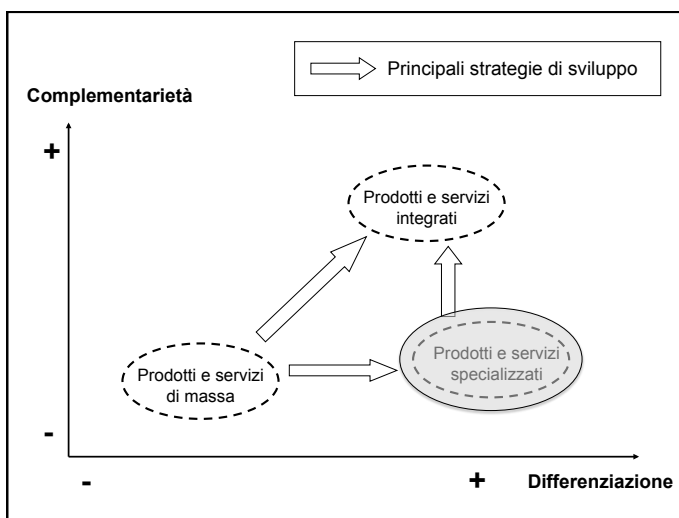 Principali strategie di sviluppo
Complementarietà
+
Prodotti e servizi
integrati
Prodotti e servizi
specializzati
Prodotti e servizi
di massa
-
-
+
Differenziazione